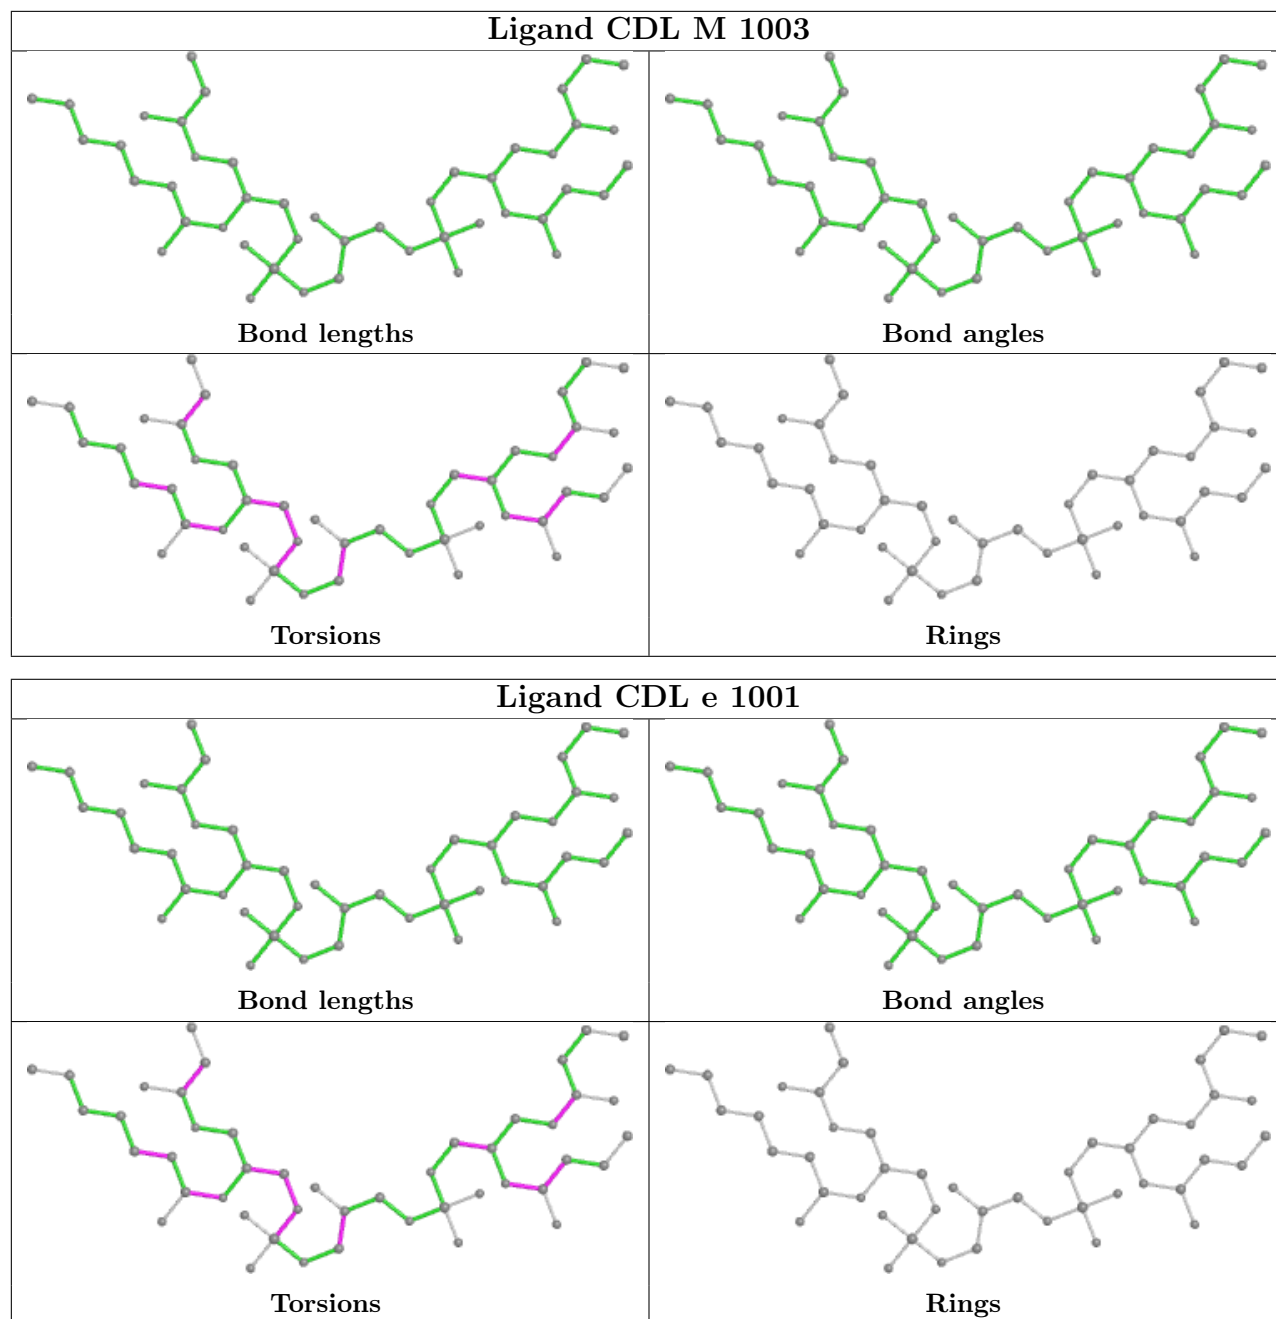 Ligand CDL M 1003
Bond lengths
Bond angles
Torsions
Rings
Ligand CDL e 1001
Bond lengths
Bond angles
Torsions
Rings